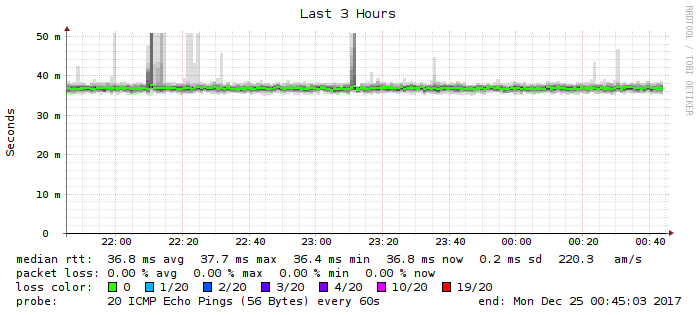 Last 3 Hours
RRDTOOL / TOBI OETIKER
Seconds
50 m
40 m
30 m
20 m
10 m
0
22:00 22:20 22:40 23:00 23:20 23:40 00:00 00:20 00:40
median rtt: 36.8 ms avg 37.7 ms max 36.4 ms min 36.8 ms now 0.2 ms sd 220.3 am/s
packet loss: 0.00 % avg 0.00 % max 0.00 % min 0.00 % now
loss color: 0 1/20 2/20 3/20 4/20 10/20 19/20
probe: 20 ICMP Echo Pings (56 Bytes) every 60s end: Mon Dec 25 00:45:03 2017